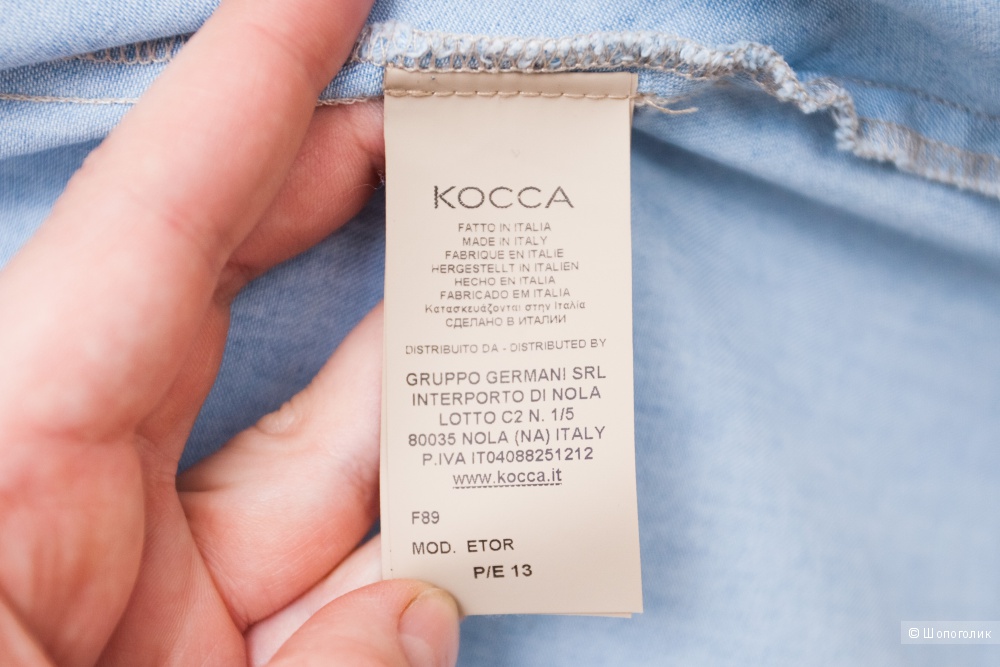 KOCCA
FATTO IN ITALIA
MADE IN ITALY
FABRIQUE EN ITALIE
HERGESTELLT IN ITALIEN
HECHO EN ITALIA
FABRICADO EM ITALIA
Κατασκευάζονται στην Ιταλία
СДЕЛАНО В ИТАЛИИ
DISTRIBUITO DA - DISTRIBUTED BY
GRUPPO GERMANI SRL
INTERPORTO DI NOLA
LOTTO C2 N. 1/5
80035 NOLA (NA) ITALY
P.IVA IT04088251212
www.kocca.it
F89
MOD. ETOR
P/E 13
© Шопоголик